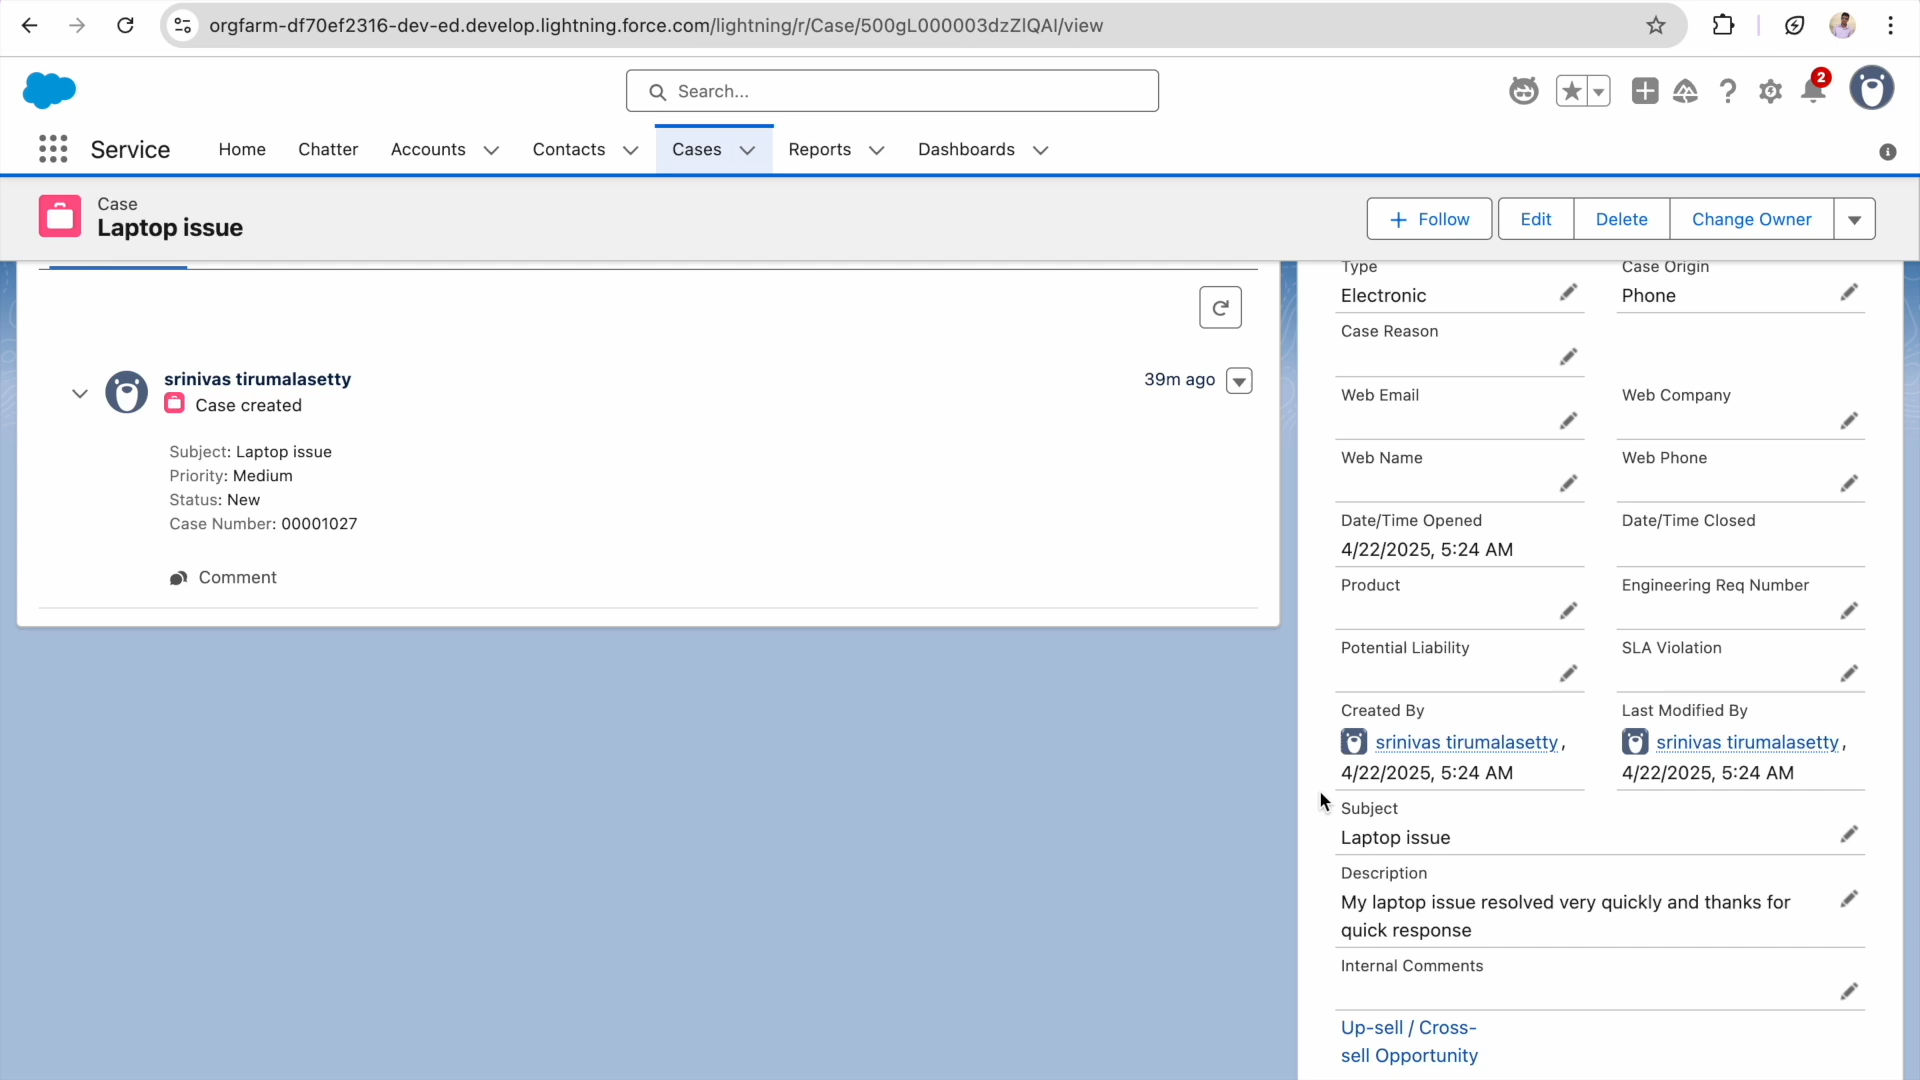 orgfarm-df70ef2316-dev-ed.develop.lightning.force.com/lightning/r/Case/500gL000003dzZlQAI/view
Search...
2
Service
Home
Chatter
Accounts
Contacts
Cases
Reports
Dashboards
Case
Laptop issue
Follow
Edit
Delete
Change Owner
srinivas tirumalasetty
39m ago
Case created
Subject: Laptop issue
Priority: Medium
Status: New
Case Number: 00001027
Comment
Type
Case Origin
Electronic
Phone
Case Reason
Web Email
Web Company
Web Name
Web Phone
Date/Time Opened
Date/Time Closed
4/22/2025, 5:24 AM
Product
Engineering Req Number
Potential Liability
SLA Violation
Created By
Last Modified By
srinivas tirumalasetty,
srinivas tirumalasetty,
4/22/2025, 5:24 AM
4/22/2025, 5:24 AM
Subject
Laptop issue
Description
My laptop issue resolved very quickly and thanks for
quick response
Internal Comments
Up-sell / Cross-
sell Opportunity